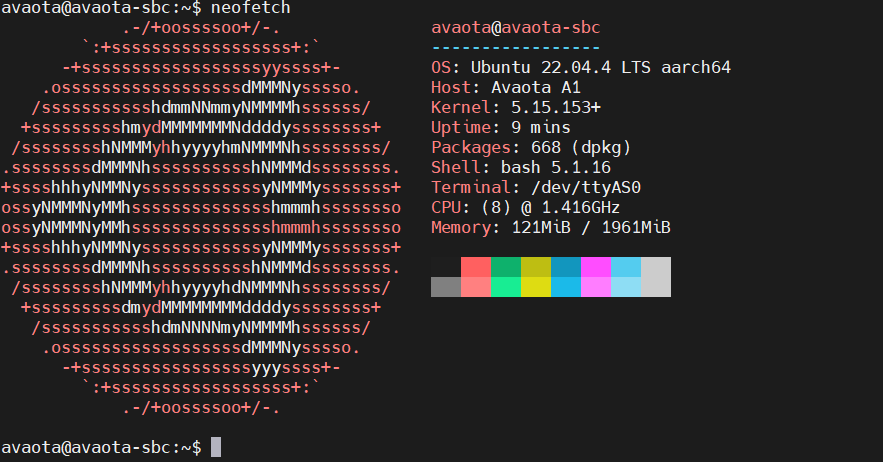 avaota@avaota-sbc:~$ neofetch
            .-/+oossssoo+/-.               avaota@avaota-sbc
        `:+ssssssssssssssssss+:`           -----------------
      -+ssssssssssssssssssyyssss+-         OS: Ubuntu 22.04.4 LTS aarch64
    .ossssssssssssssssssdMMMNysssso.       Host: Avaota A1
   /ssssssssssshdmmNNmmyNMMMMhssssss/      Kernel: 5.15.153+
  +ssssssssshmydMMMMMMMNddddyssssssss+     Uptime: 9 mins
 /sssssssshNMMMyhhyyyyhmNMMMNhssssssss/    Packages: 668 (dpkg)
.ssssssssdMMMNhsssssssssshNMMMdssssssss.   Shell: bash 5.1.16
+sssshhhyNMMNyssssssssssssyNMMMysssssss+   Terminal: /dev/ttyAS0
ossyNMMMNyMMhsssssssssssssshmmmhssssssso   CPU: (8) @ 1.416GHz
ossyNMMMNyMMhsssssssssssssshmmmhssssssso   Memory: 121MiB / 1961MiB
+sssshhhyNMMNyssssssssssssyNMMMysssssss+
.ssssssssdMMMNhsssssssssshNMMMdssssssss.
 /sssssssshNMMMyhhyyyyhdNMMMNhssssssss/
  +sssssssssdmydMMMMMMMMddddyssssssss+
   /ssssssssssshdmNNNNmyNMMMMhssssss/
    .ossssssssssssssssssdMMMNysssso.
      -+sssssssssssssssssyyyssss+-
        `:+ssssssssssssssssss+:`
            .-/+oossssoo+/-.
avaota@avaota-sbc:~$